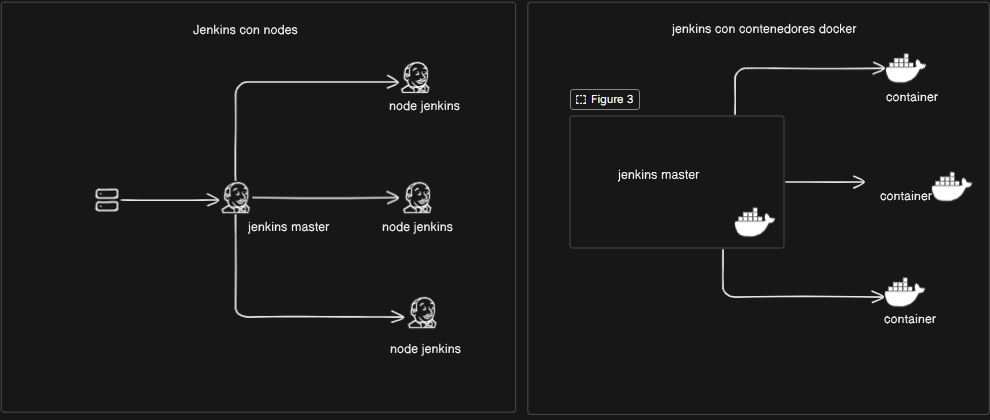 Jenkins con nodes
node jenkins
jenkins master
node jenkins
node jenkins
jenkins con contenedores docker
container
Figure 3
jenkins master
container
container